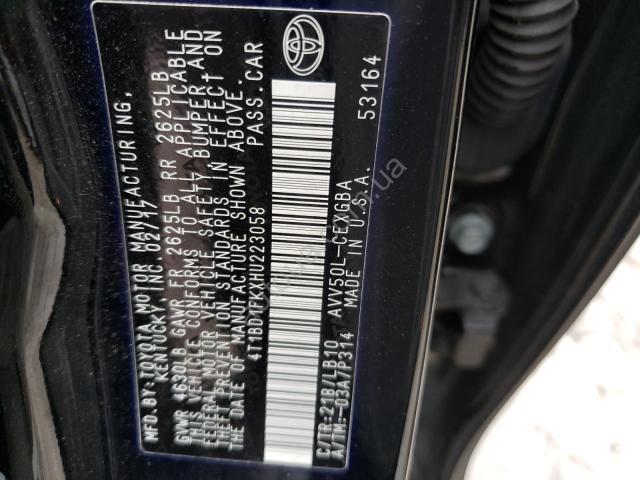 MFD.BY:TOYOTA MOTOR MANUFACTURING,
KENTUCKY, INC 02/17
GVWR 4630LB GAWR FR 2625LB RR 2625LB
THIS VEHICLE CONFORMS TO ALL APPLICABLE
FEDERAL MOTOR VEHICLE SAFETY, BUMPER, AND
THEFT PREVENTION STANDARDS IN EFFECT ON
THE DATE OF MANUFACTURE SHOWN ABOVE.
4T1BD1FKXHU223058 PASS.CAR
C/TR:218/LB10 AVV50L-CEXGBA
A/TM:-03A/P314 MADE IN U.S.A. 53164